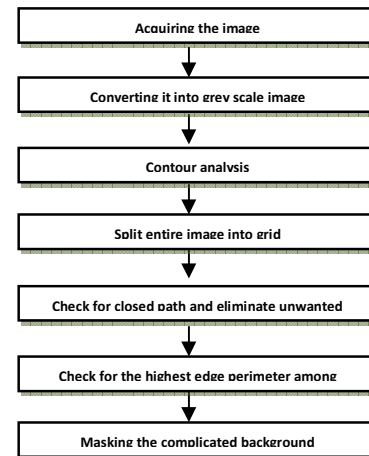 Acquiring the image
Converting it into grey scale image
Contour analysis
Split entire image into grid
Check for closed path and eliminate unwanted
Check for the highest edge perimeter among
Masking the complicated background